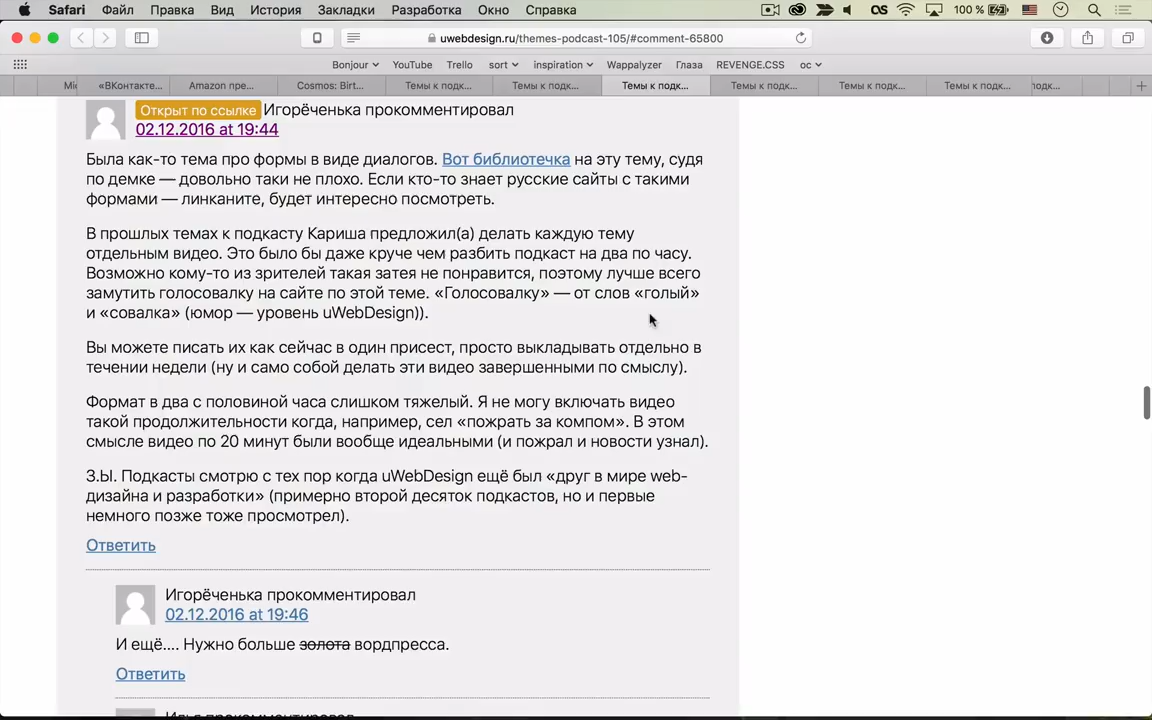 Safari Файл Правка Вид История Закладки Разработка Окно Справка 100 %
uwebdesign.ru/themes-podcast-105/#comment-65800
Bonjour YouTube Trello sort inspiration Wappalyzer Глаза REVENGE.CSS ос
«ВКонтакте... Amazon пре... Cosmos: Birt... Темы к подк... Темы к подк... Темы к подк... Темы к подк... Темы к подк... Темы к подк...
Открыт по ссылке Игорёченька прокомментировал
02.12.2016 at 19:44
Была как-то тема про формы в виде диалогов. Вот библиотечка на эту тему, судя
по демке — довольно таки не плохо. Если кто-то знает русские сайты с такими
формами — линканите, будет интересно посмотреть.
В прошлых темах к подкасту Кариша предложил(а) делать каждую тему
отдельным видео. Это было бы даже круче чем разбить подкаст на два по часу.
Возможно кому-то из зрителей такая затея не понравится, поэтому лучше всего
замутить голосовалку на сайте по этой теме. «Голосовалку» — от слов «голый»
и «совалка» (юмор — уровень uWebDesign)).
Вы можете писать их как сейчас в один присест, просто выкладывать отдельно в
течении недели (ну и само собой делать эти видео завершенными по смыслу).
Формат в два с половиной часа слишком тяжелый. Я не могу включать видео
такой продолжительности когда, например, сел «пожрать за компом». В этом
смысле видео по 20 минут были вообще идеальными (и пожрал и новости узнал).
З.Ы. Подкасты смотрю с тех пор когда uWebDesign ещё был «друг в мире web-
дизайна и разработки» (примерно второй десяток подкастов, но и первые
немного позже тоже просмотрел).
Ответить
Игорёченька прокомментировал
02.12.2016 at 19:46
И ещё.... Нужно больше золота вордпресса.
Ответить
Илья прокомментировал